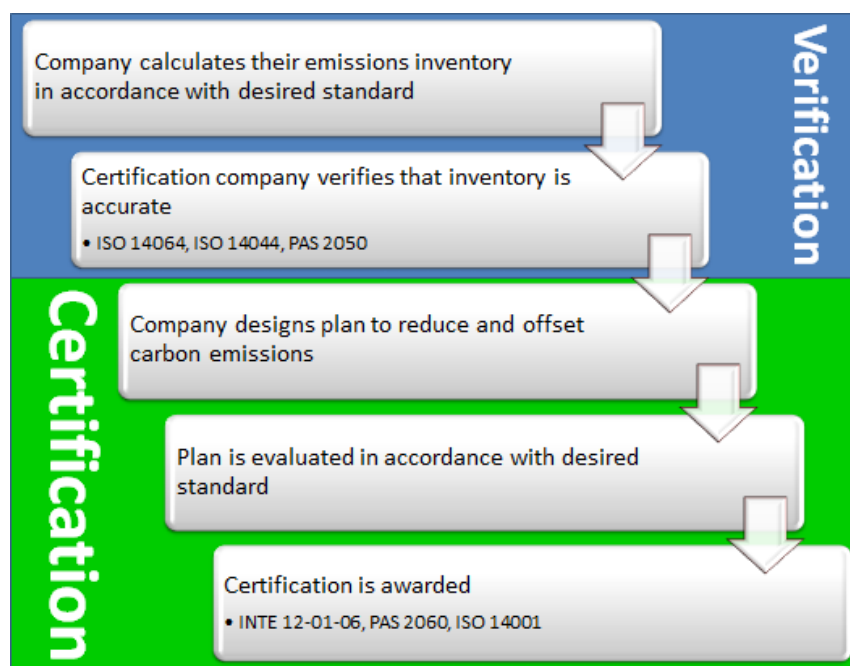 Verification
Company calculates their emissions inventory
in accordance with desired standard
Certification company verifies that inventory is
accurate
• ISO 14064, ISO 14044, PAS 2050
Certification
Company designs plan to reduce and offset
carbon emissions
Plan is evaluated in accordance with desired
standard
Certification is awarded
• INTE 12-01-06, PAS 2060, ISO 14001